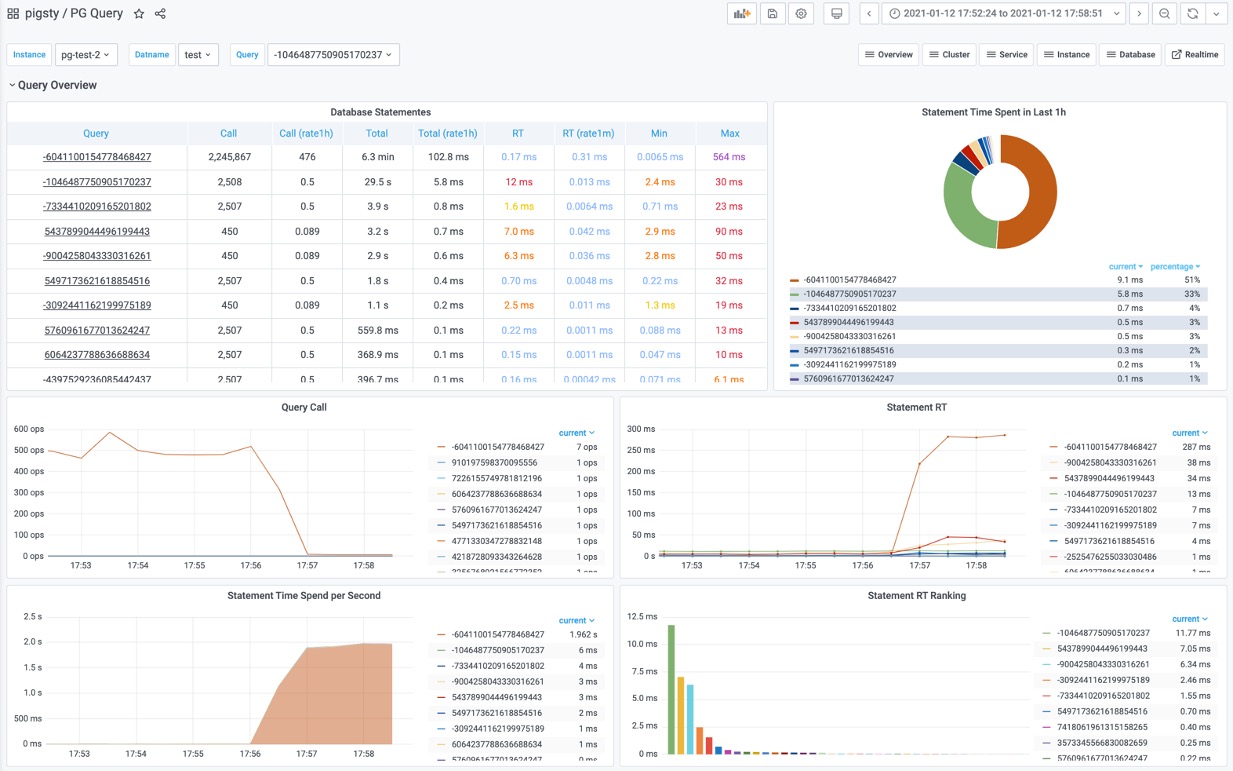 pigsty / PG Query
2021-01-12 17:52:24 to 2021-01-12 17:58:51
Instance pg-test-2 Datname test Query -1046487750905170237
Overview Cluster Service Instance Database Realtime
Query Overview
Database Statementes
Query Call Call (rate1h) Total Total (rate1h) RT RT (rate1m) Min Max
-6041100154778468427 2,245,867 476 6.3 min 102.8 ms 0.17 ms 0.31 ms 0.0065 ms 564 ms
-1046487750905170237 2,508 0.5 29.5 s 5.8 ms 12 ms 0.013 ms 2.4 ms 30 ms
-7334410209165201802 2,507 0.5 3.9 s 0.8 ms 1.6 ms 0.0064 ms 0.71 ms 23 ms
5437899044496199443 450 0.089 3.2 s 0.7 ms 7.0 ms 0.042 ms 2.9 ms 90 ms
-9004258043330316261 450 0.089 2.9 s 0.6 ms 6.3 ms 0.036 ms 2.8 ms 50 ms
5497173621618854516 2,507 0.5 1.8 s 0.4 ms 0.70 ms 0.0048 ms 0.22 ms 32 ms
-3092441162199975189 450 0.089 1.1 s 0.2 ms 2.5 ms 0.011 ms 1.3 ms 19 ms
5760961677013624247 2,507 0.5 559.8 ms 0.1 ms 0.22 ms 0.0011 ms 0.088 ms 13 ms
6064237788636688634 2,507 0.5 368.9 ms 0.1 ms 0.15 ms 0.0011 ms 0.047 ms 10 ms
-4397529236085442437 2,507 0.5 396.7 ms 0.1 ms 0.16 ms 0.00042 ms 0.071 ms 6.1 ms
Statement Time Spent in Last 1h
current percentage
-6041100154778468427 9.1 ms 51%
-1046487750905170237 5.8 ms 33%
-7334410209165201802 0.7 ms 4%
5437899044496199443 0.5 ms 3%
-9004258043330316261 0.5 ms 3%
5497173621618854516 0.3 ms 2%
-3092441162199975189 0.2 ms 1%
5760961677013624247 0.1 ms 1%
Query Call
600 ops
500 ops
400 ops
300 ops
200 ops
100 ops
0 ops
17:53 17:54 17:55 17:56 17:57 17:58
current
-6041100154778468427 7 ops
910197598370095556 1 ops
7226155749781812196 1 ops
6064237788636688634 1 ops
5760961677013624247 1 ops
5497173621618854516 1 ops
4771330347278832148 1 ops
4218728093343264628 1 ops
Statement RT
300 ms
250 ms
200 ms
150 ms
100 ms
50 ms
0 s
17:53 17:54 17:55 17:56 17:57 17:58
current
-6041100154778468427 287 ms
-9004258043330316261 38 ms
5437899044496199443 34 ms
-1046487750905170237 13 ms
-7334410209165201802 7 ms
-3092441162199975189 7 ms
5497173621618854516 4 ms
-2525476255033030486 1 ms
6064237788636688634 1 ms
Statement Time Spend per Second
2.5 s
2.0 s
1.5 s
1.0 s
500 ms
0 ms
17:53 17:54 17:55 17:56 17:57 17:58
current
-6041100154778468427 1.962 s
-1046487750905170237 6 ms
-7334410209165201802 4 ms
-9004258043330316261 3 ms
5437899044496199443 3 ms
5497173621618854516 2 ms
-3092441162199975189 1 ms
6064237788636688634 1 ms
5760961677013624247 0 ms
Statement RT Ranking
12.5 ms
10.0 ms
7.5 ms
5.0 ms
2.5 ms
0 ms
current
-1046487750905170237 11.77 ms
5437899044496199443 7.05 ms
-9004258043330316261 6.34 ms
-3092441162199975189 2.46 ms
-7334410209165201802 1.55 ms
5497173621618854516 0.70 ms
7418061961315158265 0.40 ms
3573345566830082659 0.25 ms
5760961677013624247 0.22 ms